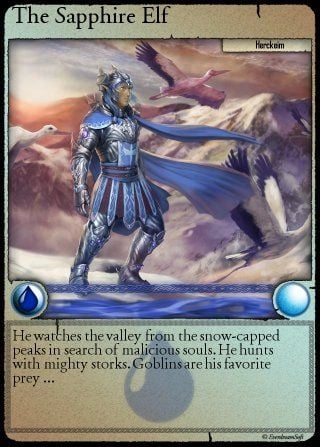 The Sapphire Elf
Herckeim
He watches the valley from the snow-capped
peaks in search of malicious souls. He hunts
with mighty storks. Goblins are his favorite
prey ...
© EverdreamSoft